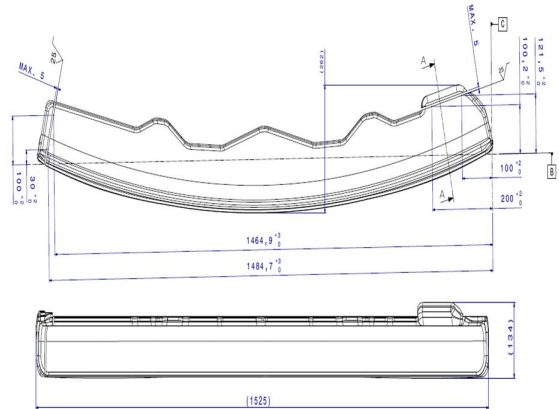 C
MAX. 5
25
MAX. 5
A
(262)
100,2 +2 0
121,5 +2 0
100 +2 0
30 +2 0
A
100 +2 0
B
200 +2 0
1464,9 +3 0
1484,7 +3 0
(134)
(1525)